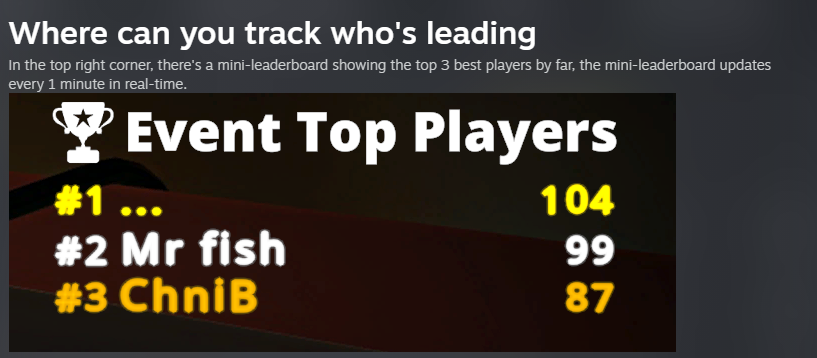 Where can you track who's leading
In the top right corner, there's a mini-leaderboard showing the top 3 best players by far, the mini-leaderboard updates
every 1 minute in real-time.
Event Top Players
#1 ... 104
#2 Mr fish 99
#3 ChniB 87